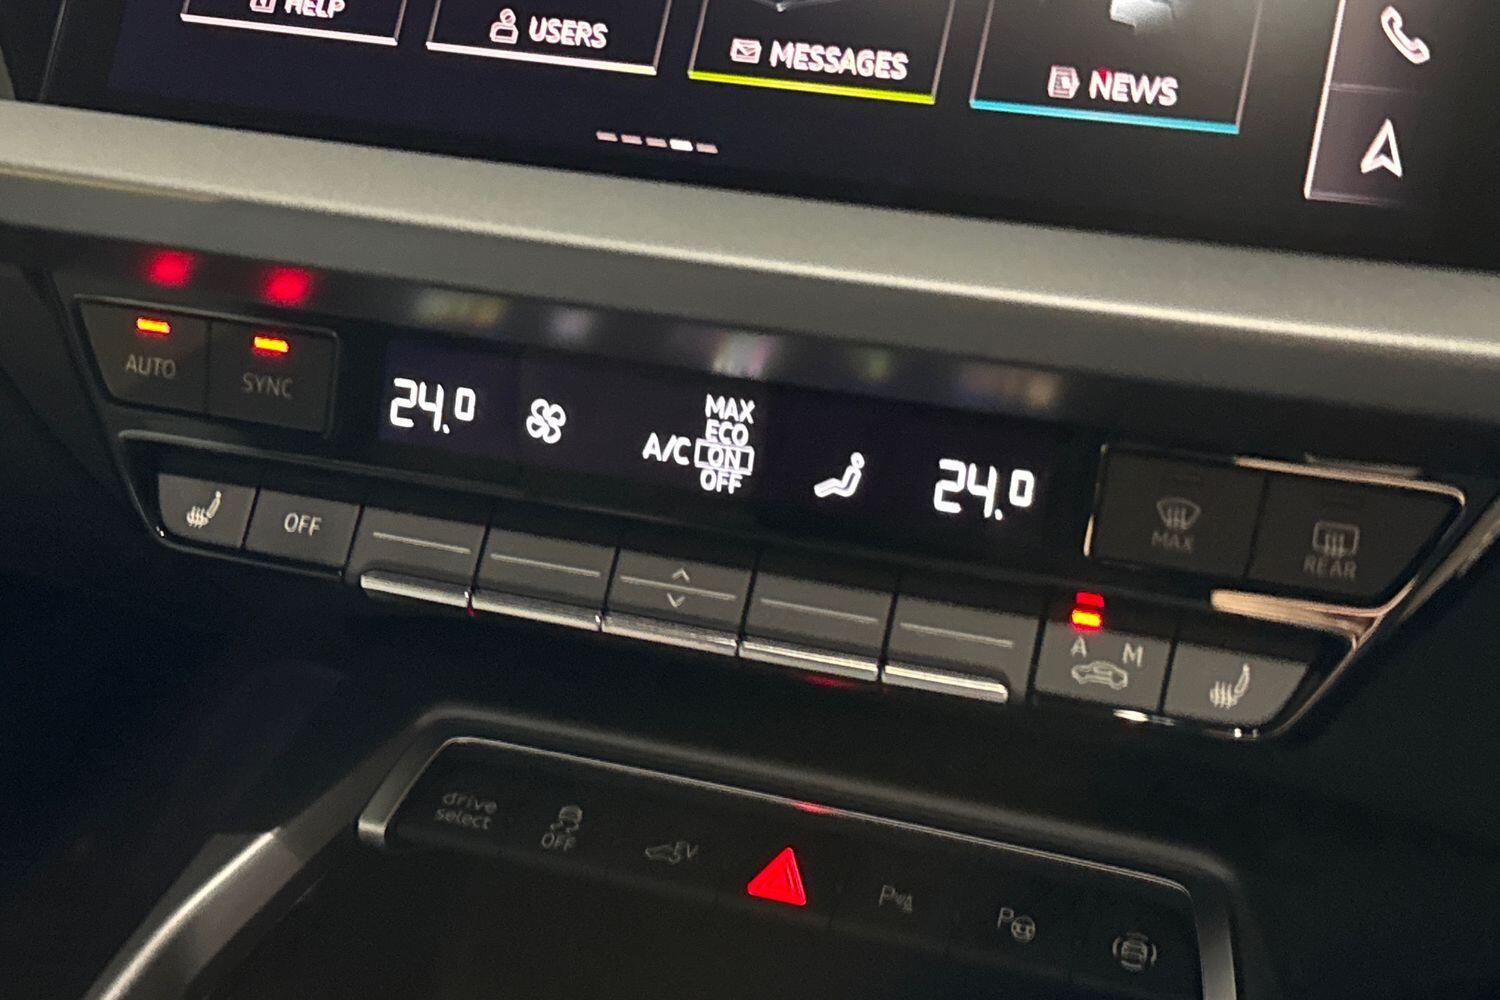 HELP
USERS
MESSAGES
NEWS
AUTO
SYNC
24.0
A/C
MAX
ECO
ON
OFF
24.0
MAX
REAR
OFF
A
M
drive
select
OFF
EV
P
P